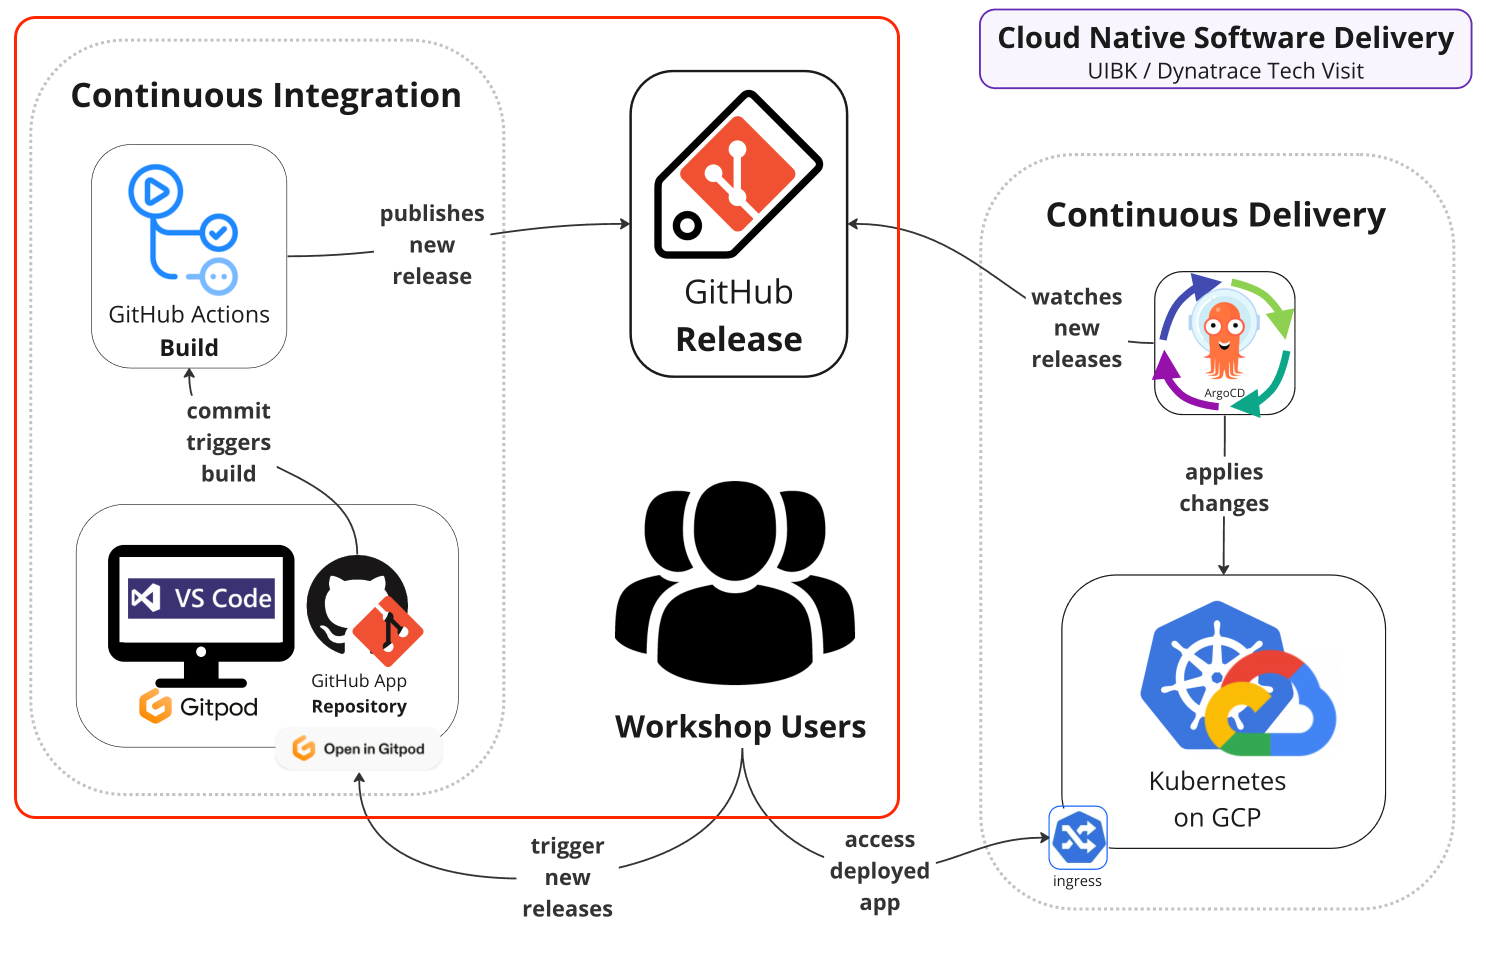 Cloud Native Software Delivery
UIBK / Dynatrace Tech Visit
Continuous Integration
GitHub Actions
Build
publishes
new
release
GitHub
Release
commit
triggers
build
VS Code
Gitpod
GitHub App
Repository
Open in Gitpod
Workshop Users
trigger
new
releases
access
deployed
app
Continuous Delivery
watches
new
releases
ArgoCD
applies
changes
Kubernetes
on GCP
ingress